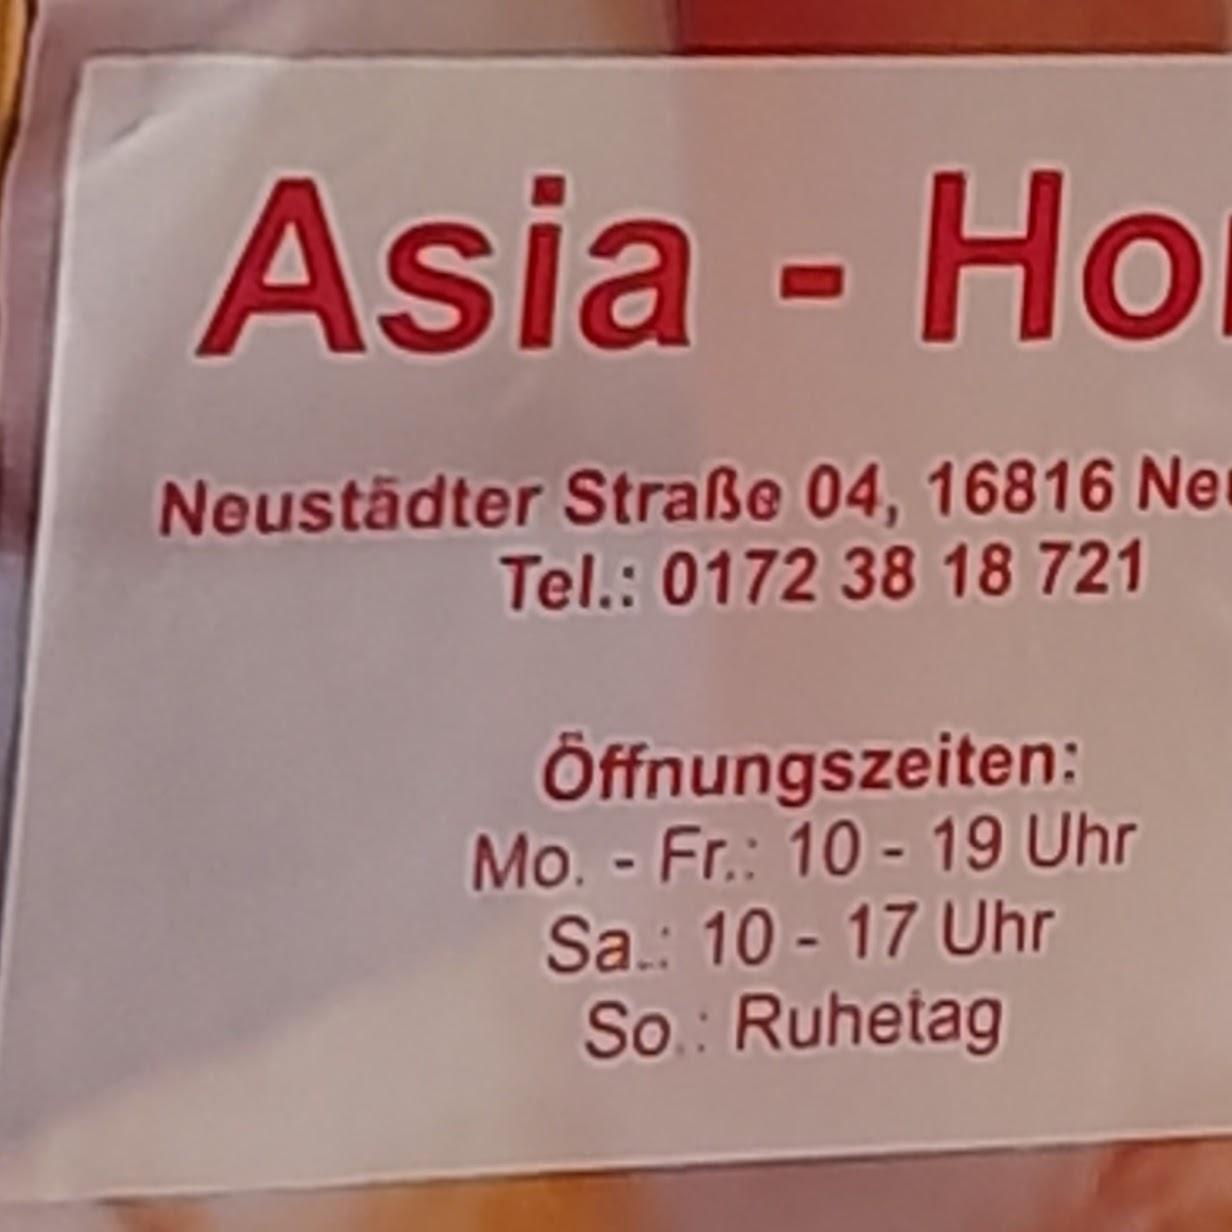 Asia - Ho
Neustädter Straße 04, 16816 Ne
Tel.: 0172 38 18 721
Öffnungszeiten:
Mo. - Fr.: 10 - 19 Uhr
Sa.: 10 - 17 Uhr
So.: Ruhetag